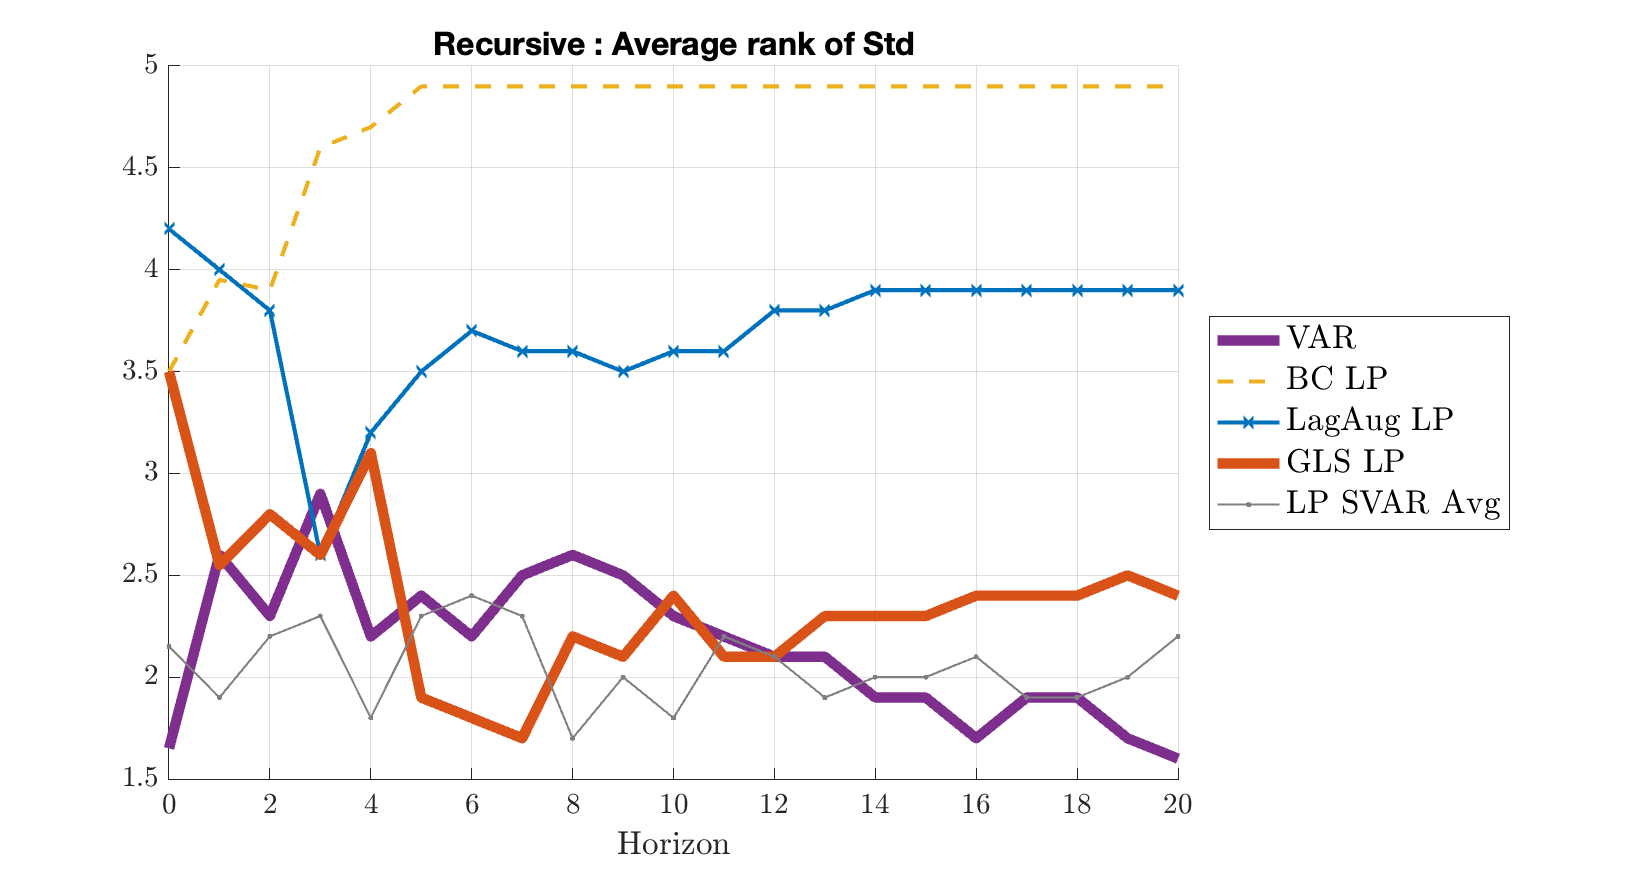 Recursive : Average rank of Std
5
4.5
4
3.5
3
2.5
2
1.5
0 2 4 6 8 10 12 14 16 18 20
Horizon
VAR
BC LP
LagAug LP
GLS LP
LP SVAR Avg